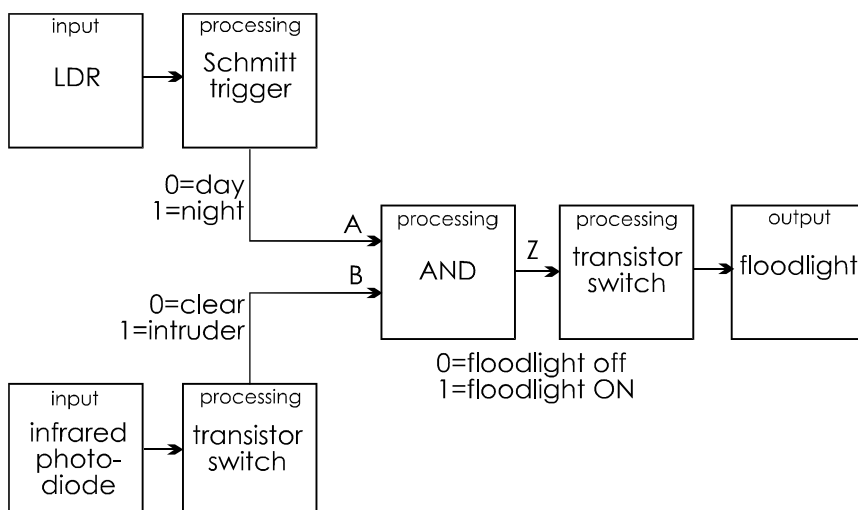 input
LDR
processing
Schmitt
trigger
0=day
1=night
A
B
0=clear
1=intruder
input
infrared
photo-
diode
processing
transistor
switch
processing
AND
Z
0=floodlight off
1=floodlight ON
processing
transistor
switch
output
floodlight